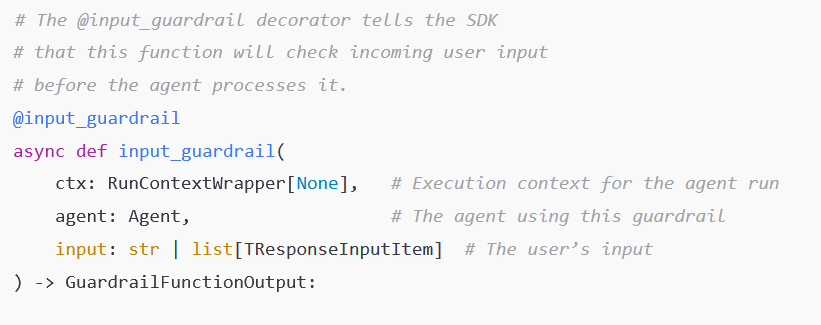 # The @input_guardrail decorator tells the SDK
# that this function will check incoming user input
# before the agent processes it.
@input_guardrail
async def input_guardrail(
    ctx: RunContextWrapper[None],   # Execution context for the agent run
    agent: Agent,                   # The agent using this guardrail
    input: str | list[TResponseInputItem]  # The user’s input
) -> GuardrailFunctionOutput: